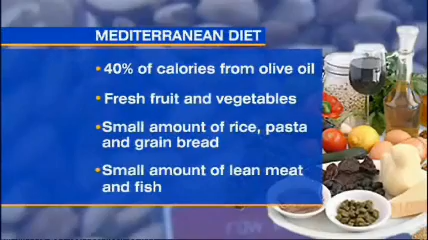 MEDITERRANEAN DIET
• 40% of calories from olive oil
• Fresh fruit and vegetables
• Small amount of rice, pasta
and grain bread
• Small amount of lean meat
and fish